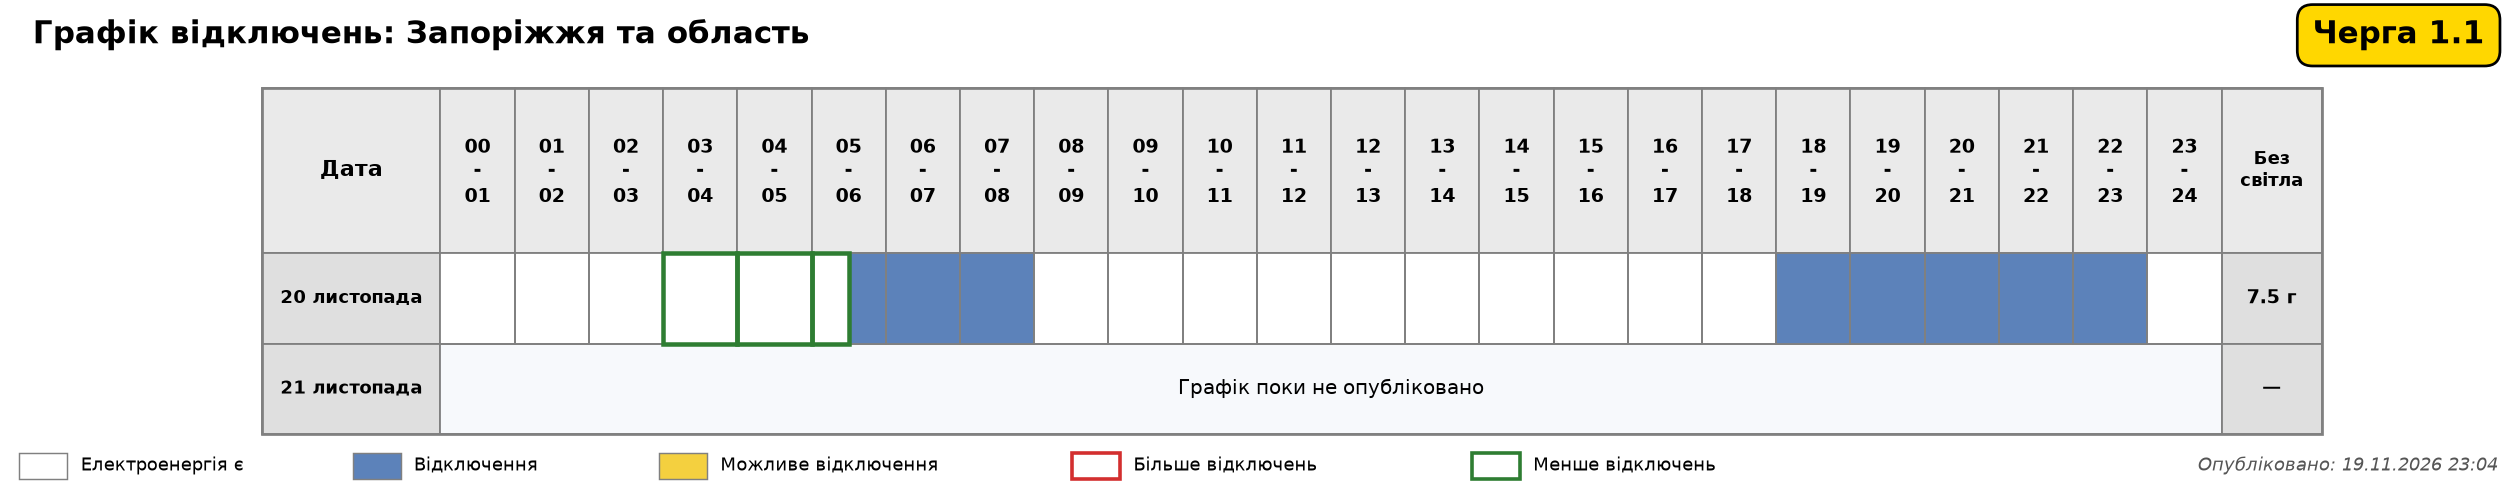 Графік відключень: Запоріжжя та область
Черга 1.1
Дата
00 - 01
01 - 02
02 - 03
03 - 04
04 - 05
05 - 06
06 - 07
07 - 08
08 - 09
09 - 10
10 - 11
11 - 12
12 - 13
13 - 14
14 - 15
15 - 16
16 - 17
17 - 18
18 - 19
19 - 20
20 - 21
21 - 22
22 - 23
23 - 24
Без
світла
20 листопада
7.5 г
21 листопада
Графік поки не опубліковано
—
Електроенергія є
Відключення
Можливе відключення
Більше відключень
Менше відключень
Опубліковано: 19.11.2026 23:04